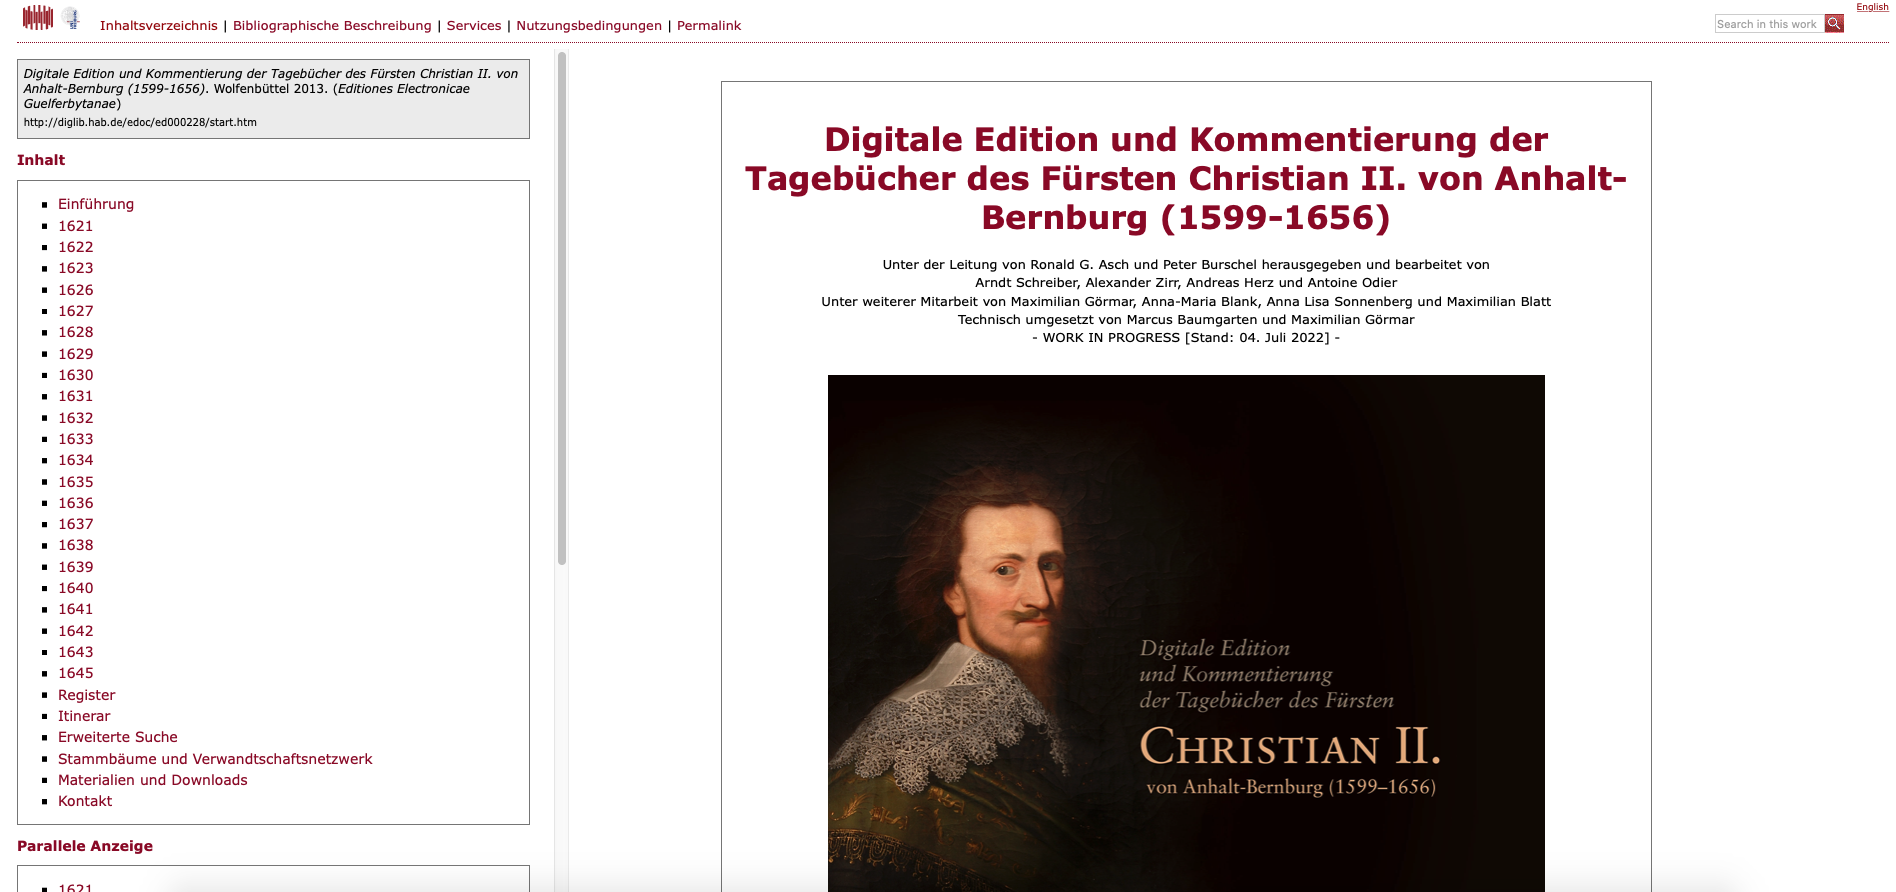 Inhaltsverzeichnis | Bibliographische Beschreibung | Services | Nutzungsbedingungen | Permalink
English
Search in this work
Digitale Edition und Kommentierung der Tagebücher des Fürsten Christian II. von
Anhalt-Bernburg (1599-1656). Wolfenbüttel 2013. (Editiones Electronicae
Guelferbytanae)
http://diglib.hab.de/edoc/ed000228/start.htm
Inhalt
Einführung
1621
1622
1623
1626
1627
1628
1629
1630
1631
1632
1633
1634
1635
1636
1637
1638
1639
1640
1641
1642
1643
1645
Register
Itinerar
Erweiterte Suche
Stammbäume und Verwandtschaftsnetzwerk
Materialien und Downloads
Kontakt
Parallele Anzeige
1621
Digitale Edition und Kommentierung der
Tagebücher des Fürsten Christian II. von Anhalt-
Bernburg (1599-1656)
Unter der Leitung von Ronald G. Asch und Peter Burschel herausgegeben und bearbeitet von
Arndt Schreiber, Alexander Zirr, Andreas Herz und Antoine Odier
Unter weiterer Mitarbeit von Maximilian Görmar, Anna-Maria Blank, Anna Lisa Sonnenberg und Maximilian Blatt
Technisch umgesetzt von Marcus Baumgarten und Maximilian Görmar
- WORK IN PROGRESS [Stand: 04. Juli 2022] -
Digitale Edition
und Kommentierung
der Tagebücher des Fürsten
CHRISTIAN II.
von Anhalt-Bernburg (1599–1656)